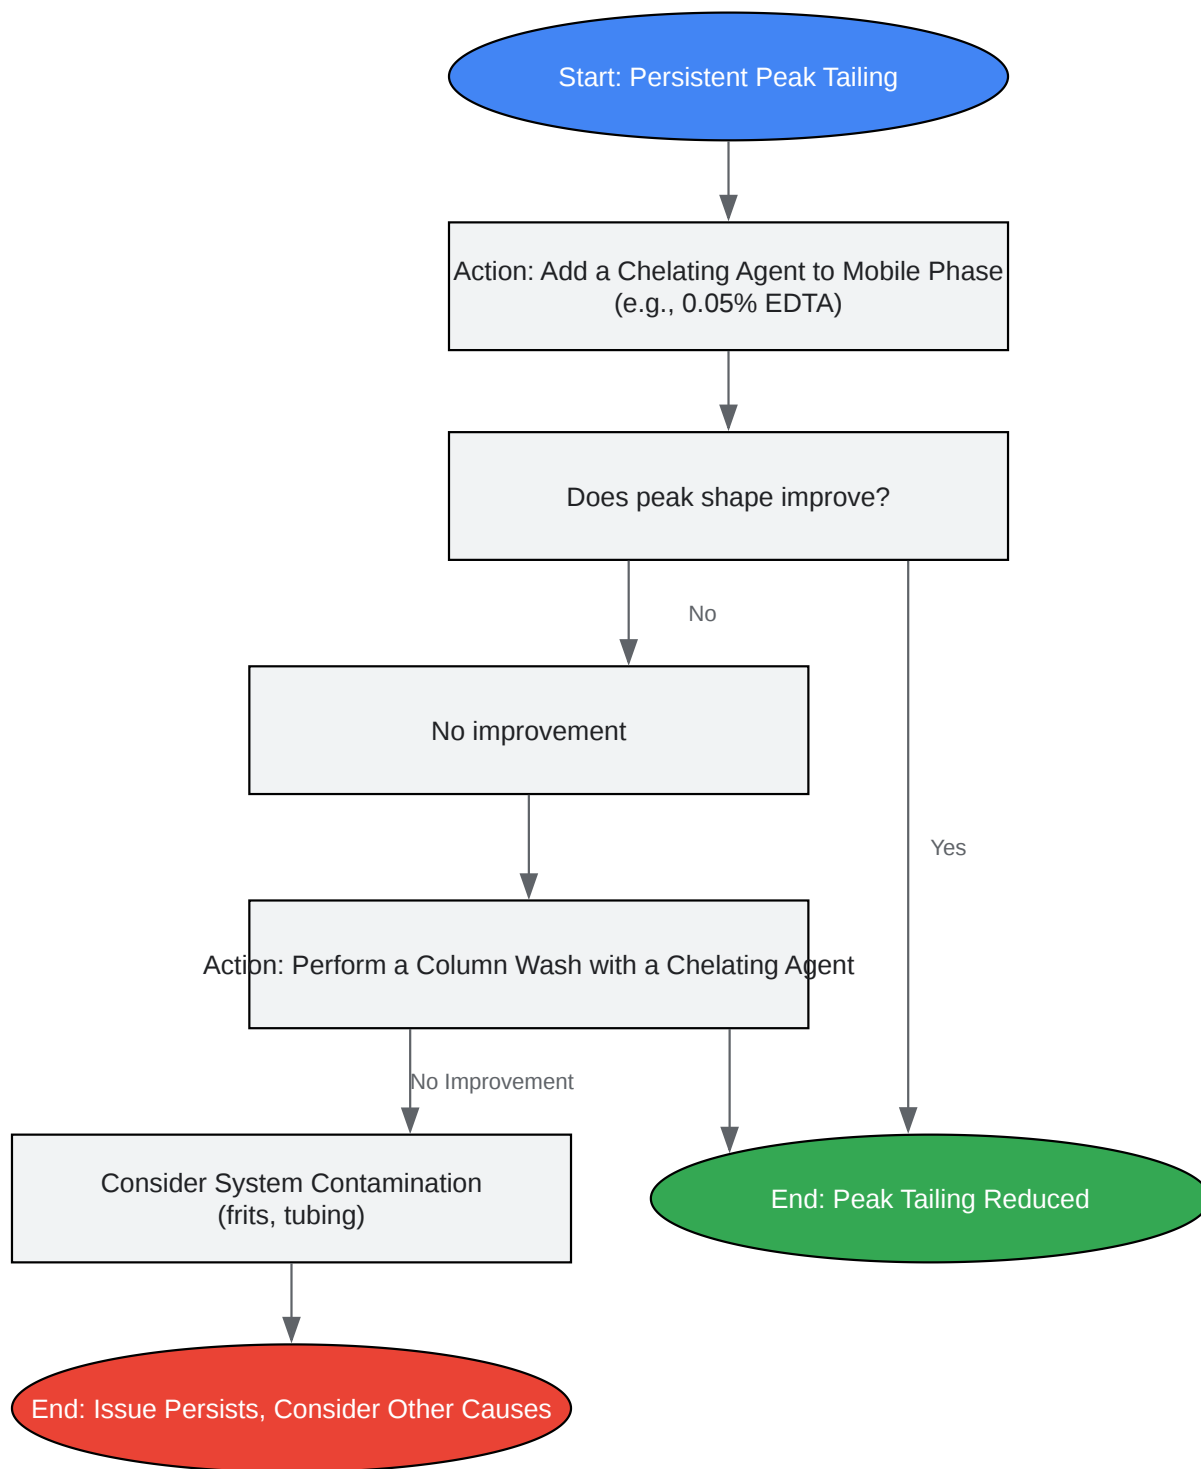 Start: Persistent Peak Tailing
Action: Add a Chelating Agent to Mobile Phase
(e.g., 0.05% EDTA)
Does peak shape improve?
No
No improvement
Yes
Action: Perform a Column Wash with a Chelating Agent
No Improvement
Consider System Contamination
(frits, tubing)
End: Peak Tailing Reduced
End: Issue Persists, Consider Other Causes